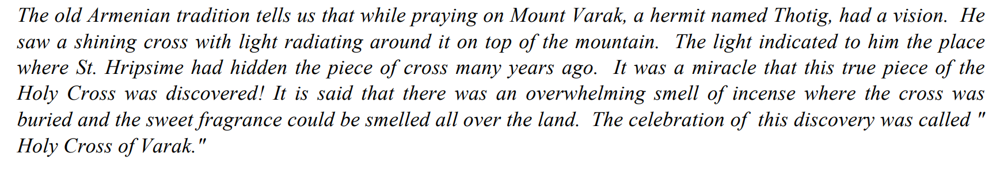 The old Armenian tradition tells us that while praying on Mount Varak, a hermit named Thotig, had a vision.  He
saw a shining cross with light radiating around it on top of the mountain.  The light indicated to him the place
where St. Hripsime had hidden the piece of cross many years ago.  It was a miracle that this true piece of the
Holy Cross was discovered! It is said that there was an overwhelming smell of incense where the cross was
buried and the sweet fragrance could be smelled all over the land.  The celebration of  this discovery was called "
Holy Cross of Varak."